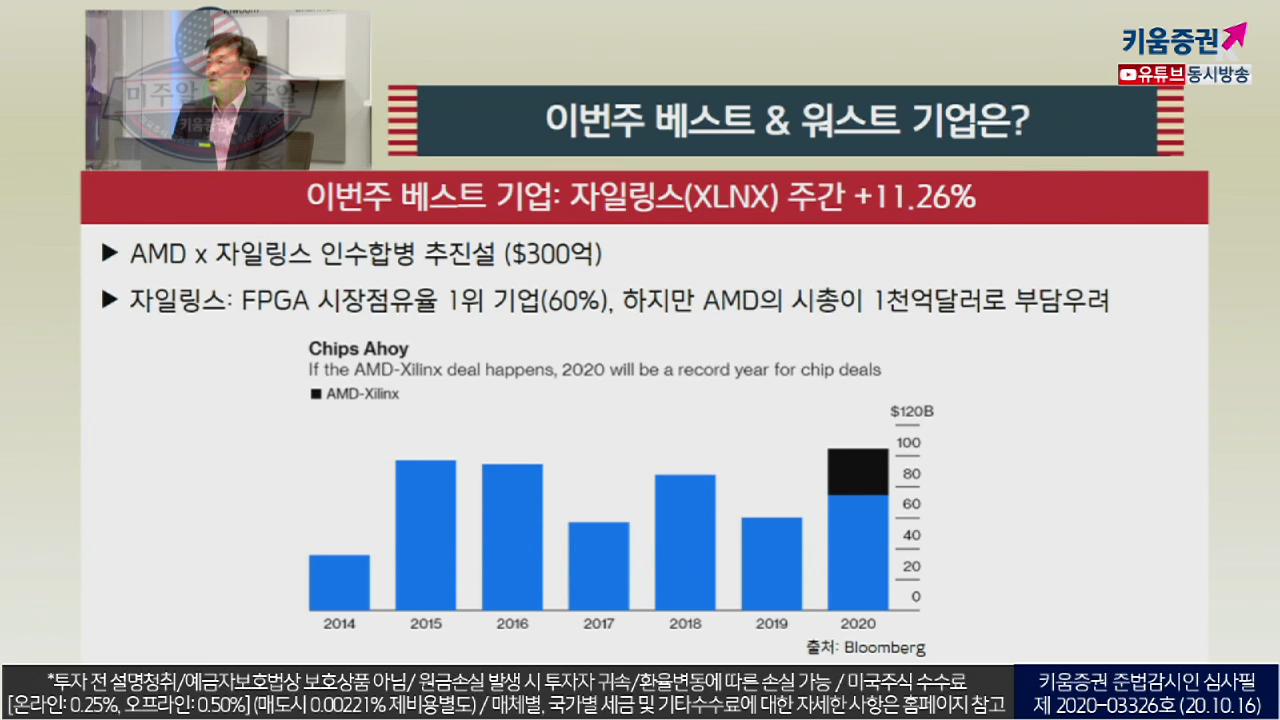 키움증권
유튜브 동시방송
미주알 주알
키움증권
이번주 베스트 & 워스트 기업은?
이번주 베스트 기업: 자일링스(XLNX) 주간 +11.26%
▶ AMD x 자일링스 인수합병 추진설 ($300억)
▶ 자일링스: FPGA 시장점유율 1위 기업(60%), 하지만 AMD의 시총이 1천억달러로 부담우려
Chips Ahoy
If the AMD-Xilinx deal happens, 2020 will be a record year for chip deals
■ AMD-Xilinx
$120B
100
80
60
40
20
0
2014 2015 2016 2017 2018 2019 2020
출처: Bloomberg
*투자 전 설명청취/예금자보호법상 보호상품 아님/ 원금손실 발생 시 투자자 귀속/환율변동에 따른 손실 가능 / 미국주식 수수료
[온라인: 0.25%, 오프라인: 0.50%] (매도시 0.00221% 제비용별도) / 매체별, 국가별 세금 및 기타수수료에 대한 자세한 사항은 홈페이지 참고
키움증권 준법감시인 심사필
제 2020-03326호 (20.10.16)